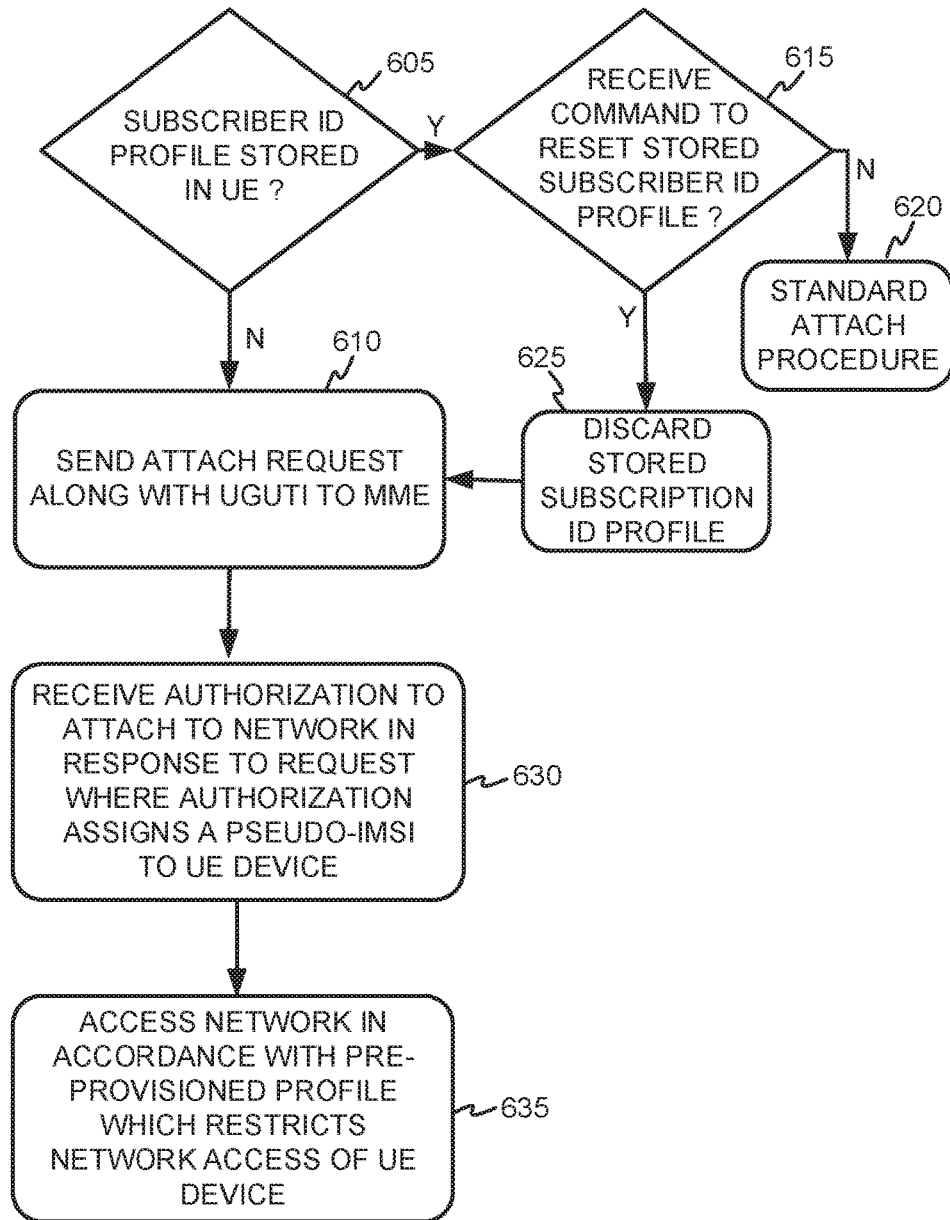 605
SUBSCRIBER ID
PROFILE STORED
IN UE ?
Y
N
615
RECEIVE
COMMAND TO
RESET STORED
SUBSCRIBER ID
PROFILE ?
N
Y
620
STANDARD
ATTACH
PROCEDURE
610
SEND ATTACH REQUEST
ALONG WITH UGUTI TO MME
625
DISCARD
STORED
SUBSCRIPTION
ID PROFILE
RECEIVE AUTHORIZATION TO
ATTACH TO NETWORK IN
RESPONSE TO REQUEST
WHERE AUTHORIZATION
ASSIGNS A PSEUDO-IMSI
TO UE DEVICE
630
ACCESS NETWORK IN
ACCORDANCE WITH PRE-
PROVISIONED PROFILE
WHICH RESTRICTS
NETWORK ACCESS OF UE
DEVICE
635